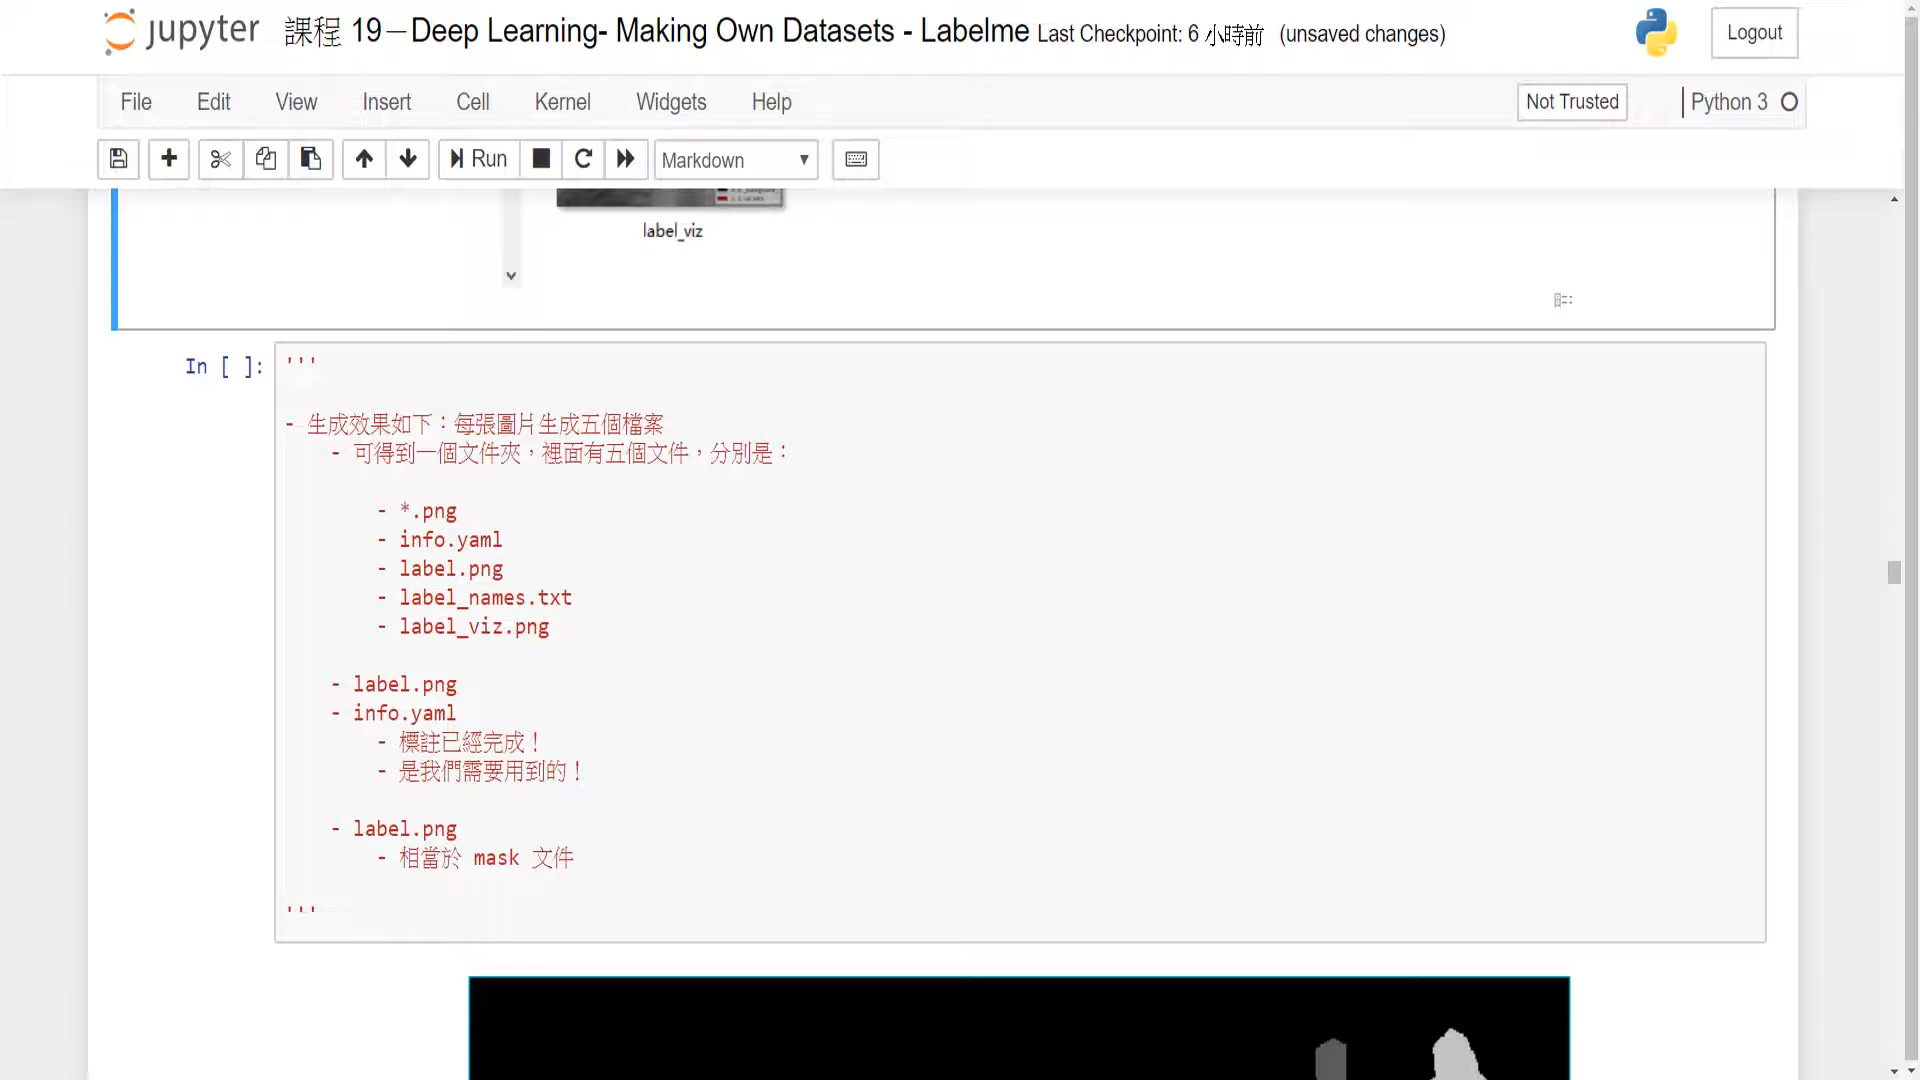 jupyter 課程 19－Deep Learning- Making Own Datasets - Labelme Last Checkpoint: 6 小時前 (unsaved changes) Logout
File Edit View Insert Cell Kernel Widgets Help Not Trusted Python 3
Run Markdown
label_viz
In [ ]: '''
- 生成效果如下：每張圖片生成五個檔案
- 可得到一個文件夾，裡面有五個文件，分別是：
- *.png
- info.yaml
- label.png
- label_names.txt
- label_viz.png
- label.png
- info.yaml
- 標註已經完成！
- 是我們需要用到的！
- label.png
- 相當於 mask 文件
'''